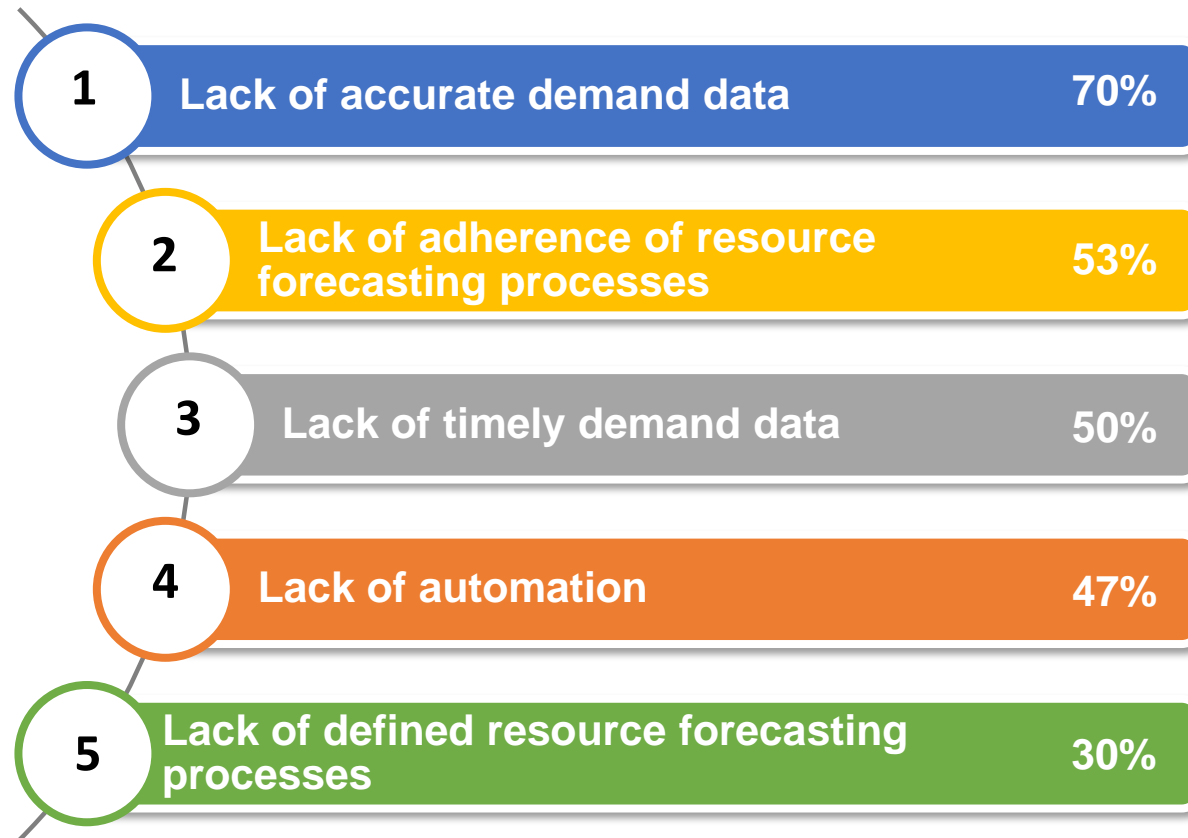 1
Lack of accurate demand data 70%
2
Lack of adherence of resource
forecasting processes 53%
3
Lack of timely demand data 50%
4
Lack of automation 47%
5
Lack of defined resource forecasting
processes 30%